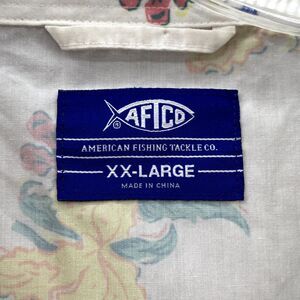 AFTCO
®
AMERICAN FISHING TACKLE CO.
XX-LARGE
MADE IN CHINA